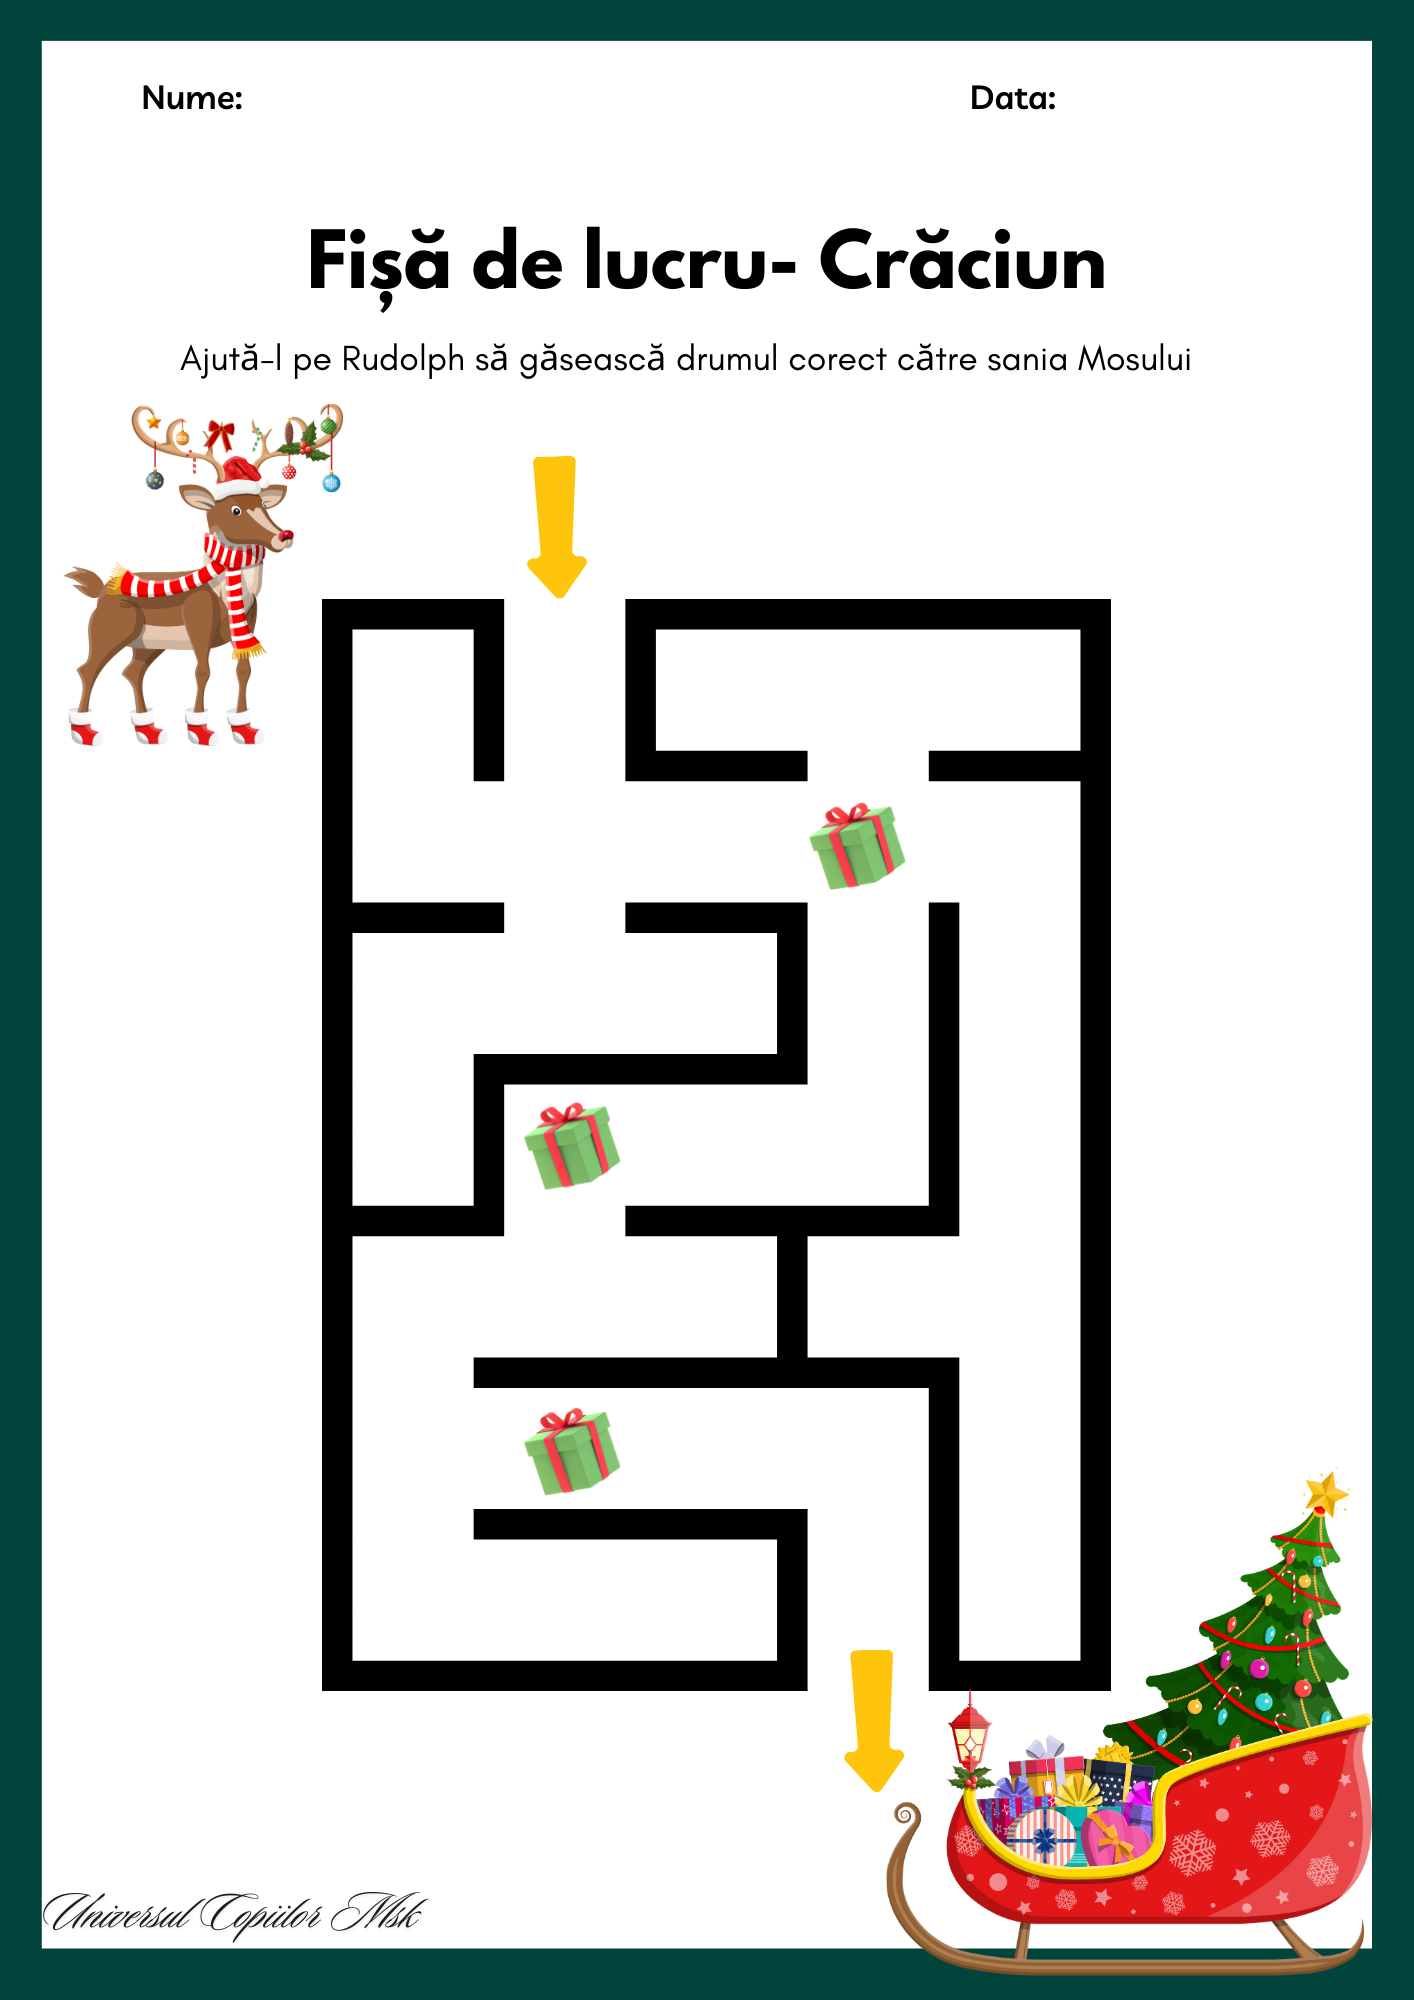 Nume:
Data:
Fișă de lucru- Crăciun
Ajută-l pe Rudolph să găsească drumul corect către sania Mosului
Universul Copiilor Msk